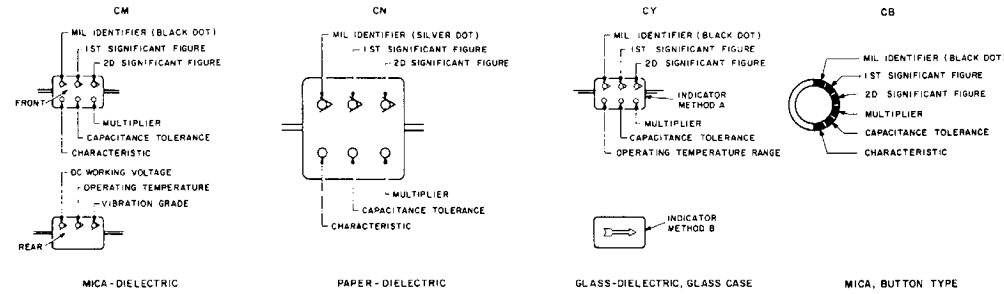 CM
MIL IDENTIFIER (BLACK DOT)
1ST SIGNIFICANT FIGURE
2D SIGNIFICANT FIGURE
FRONT
MULTIPLIER
CAPACITANCE TOLERANCE
CHARACTERISTIC
DC WORKING VOLTAGE
OPERATING TEMPERATURE
VIBRATION GRADE
REAR
MICA-DIELECTRIC
CN
MIL IDENTIFIER (SILVER DOT)
1ST SIGNIFICANT FIGURE
2D SIGNIFICANT FIGURE
MULTIPLIER
CAPACITANCE TOLERANCE
CHARACTERISTIC
PAPER-DIELECTRIC
CY
MIL IDENTIFIER (BLACK DOT)
1ST SIGNIFICANT FIGURE
2D SIGNIFICANT FIGURE
INDICATOR
METHOD A
MULTIPLIER
CAPACITANCE TOLERANCE
OPERATING TEMPERATURE RANGE
INDICATOR
METHOD B
GLASS-DIELECTRIC, GLASS CASE
CB
MIL IDENTIFIER (BLACK DOT)
1ST SIGNIFICANT FIGURE
2D SIGNIFICANT FIGURE
MULTIPLIER
CAPACITANCE TOLERANCE
CHARACTERISTIC
MICA, BUTTON TYPE